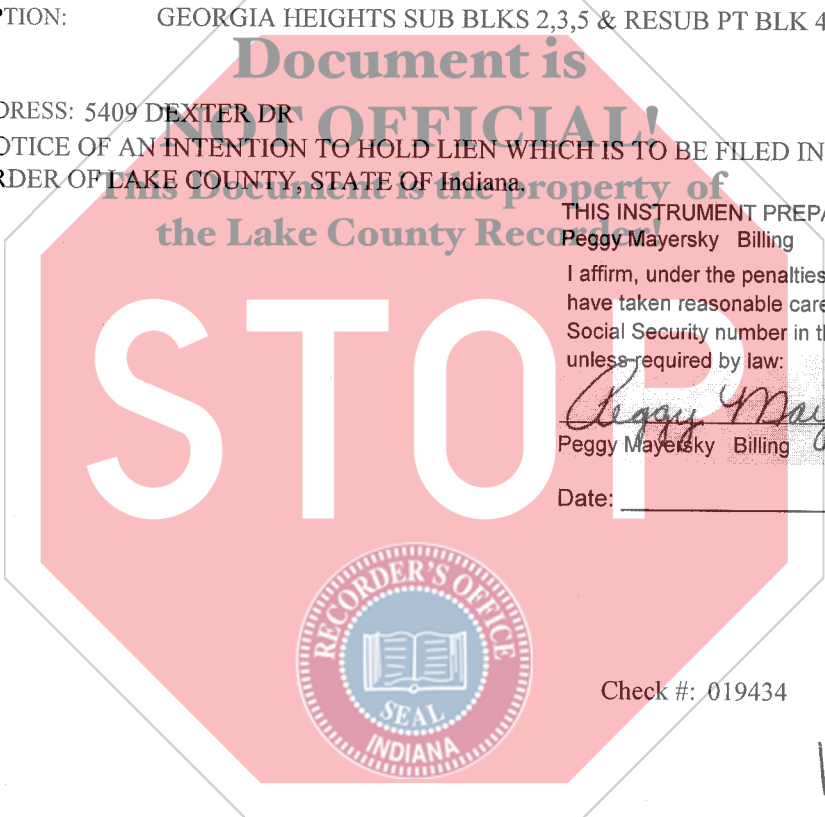 PTION: GEORGIA HEIGHTS SUB BLKS 2,3,5 & RESUB PT BLK 4
Document is
DRESS: 5409 DEXTER DR
NOT OFFICIAL!
OTICE OF AN INTENTION TO HOLD LIEN WHICH IS TO BE FILED IN
RDER OF LAKE COUNTY, STATE OF Indiana.
This Document is the property of
the Lake County Recorder!
THIS INSTRUMENT PREPA
Peggy Mayersky Billing
I affirm, under the penalties
have taken reasonable care
Social Security number in th
unless required by law:
Peggy May
Peggy Mayersky Billing
Date:
STOP
RECORDER'S OFFICE
SEAL
INDIANA
Check #: 019434